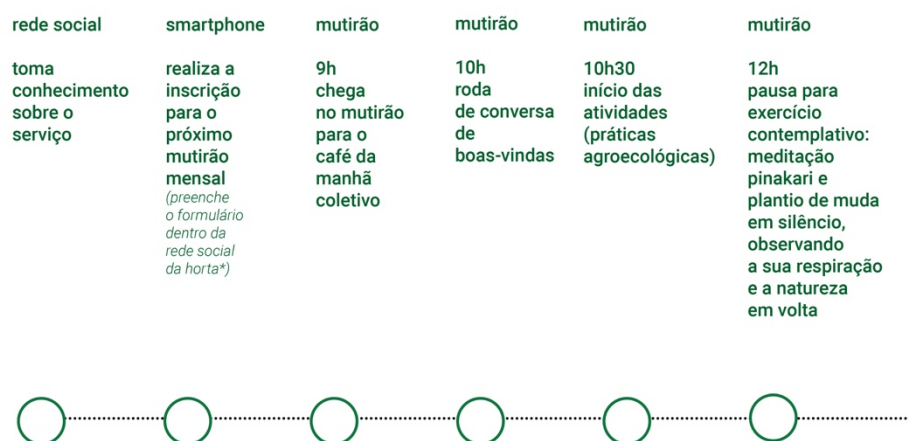 rede social
toma
conhecimento
sobre o
serviço
smartphone
realiza a
inscrição
para o
próximo
mutirão
mensal
(preenche
o formulário
dentro da
rede social
da horta*)
mutirão
9h
chega
no mutirão
para o
café da
manhã
coletivo
mutirão
10h
roda
de conversa
de
boas-vindas
mutirão
10h30
início das
atividades
(práticas
agroecológicas)
mutirão
12h
pausa para
exercício
contemplativo:
meditação
pinakari e
plantio de muda
em silêncio,
observando
a sua respiração
e a natureza
em volta